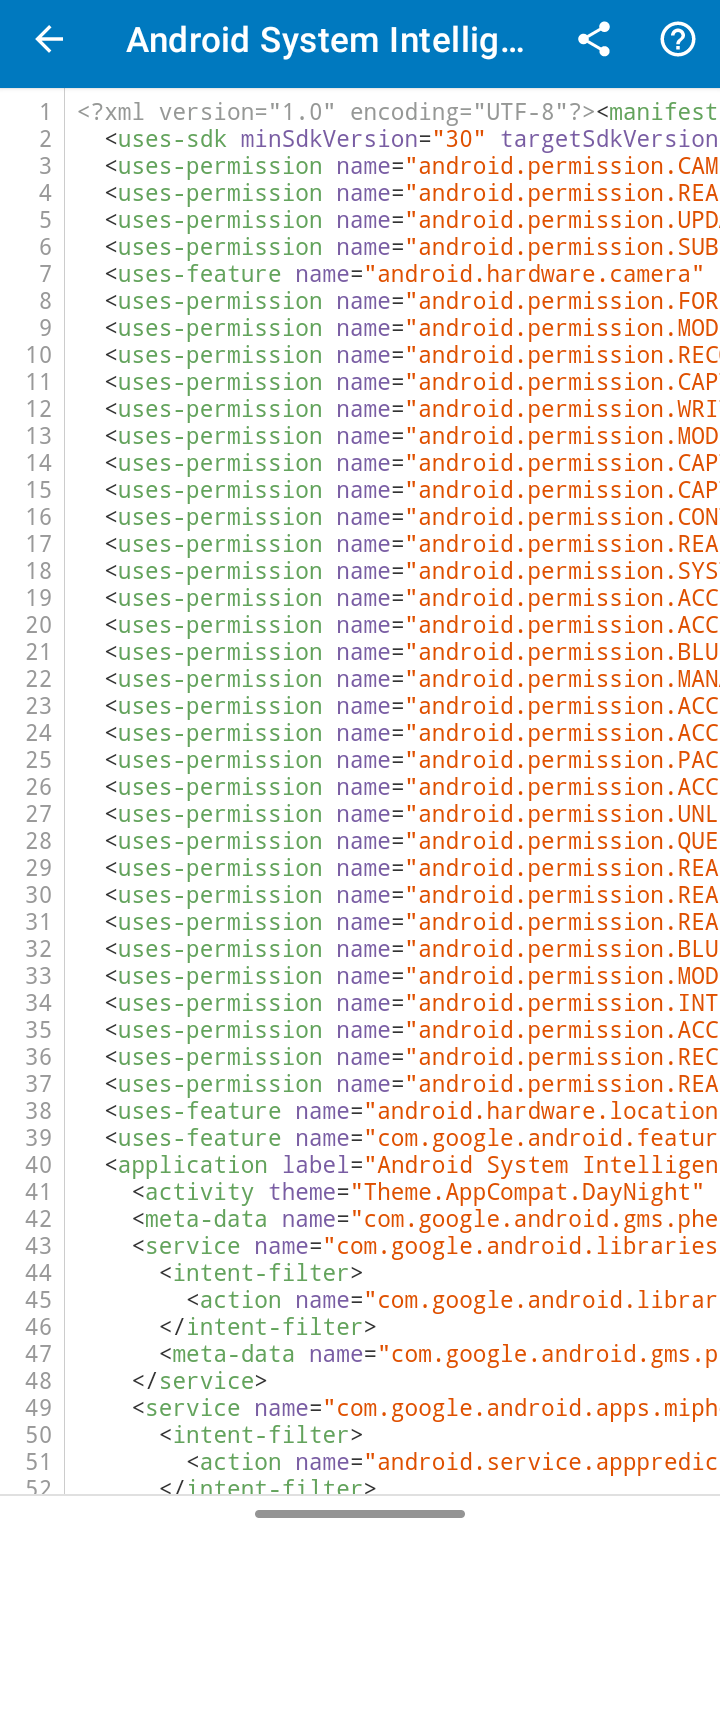 Android System Intellig...
1 <?xml version="1.0" encoding="UTF-8"?><manifest
2 <uses-sdk minSdkVersion="30" targetSdkVersion
3 <uses-permission name="android.permission.CAM
4 <uses-permission name="android.permission.REA
5 <uses-permission name="android.permission.UPDA
6 <uses-permission name="android.permission.SUB
7 <uses-feature name="android.hardware.camera"
8 <uses-permission name="android.permission.FOR
9 <uses-permission name="android.permission.MOD
10 <uses-permission name="android.permission.RECO
11 <uses-permission name="android.permission.CAPT
12 <uses-permission name="android.permission.WRIT
13 <uses-permission name="android.permission.MOD
14 <uses-permission name="android.permission.CAPT
15 <uses-permission name="android.permission.CAPT
16 <uses-permission name="android.permission.CONT
17 <uses-permission name="android.permission.REA
18 <uses-permission name="android.permission.SYST
19 <uses-permission name="android.permission.ACC
20 <uses-permission name="android.permission.ACC
21 <uses-permission name="android.permission.BLU
22 <uses-permission name="android.permission.MANA
23 <uses-permission name="android.permission.ACC
24 <uses-permission name="android.permission.ACC
25 <uses-permission name="android.permission.PAC
26 <uses-permission name="android.permission.ACC
27 <uses-permission name="android.permission.UNL
28 <uses-permission name="android.permission.QUE
29 <uses-permission name="android.permission.REA
30 <uses-permission name="android.permission.REA
31 <uses-permission name="android.permission.REA
32 <uses-permission name="android.permission.BLU
33 <uses-permission name="android.permission.MOD
34 <uses-permission name="android.permission.INT
35 <uses-permission name="android.permission.ACC
36 <uses-permission name="android.permission.REC
37 <uses-permission name="android.permission.REA
38 <uses-feature name="android.hardware.location
39 <uses-feature name="com.google.android.featur
40 <application label="Android System Intelligen
41 <activity theme="Theme.AppCompat.DayNight"
42 <meta-data name="com.google.android.gms.phe
43 <service name="com.google.android.libraries
44 <intent-filter>
45 <action name="com.google.android.librar
46 </intent-filter>
47 <meta-data name="com.google.android.gms.p
48 </service>
49 <service name="com.google.android.apps.miph
50 <intent-filter>
51 <action name="android.service.apppredic
52 </intent-filter>